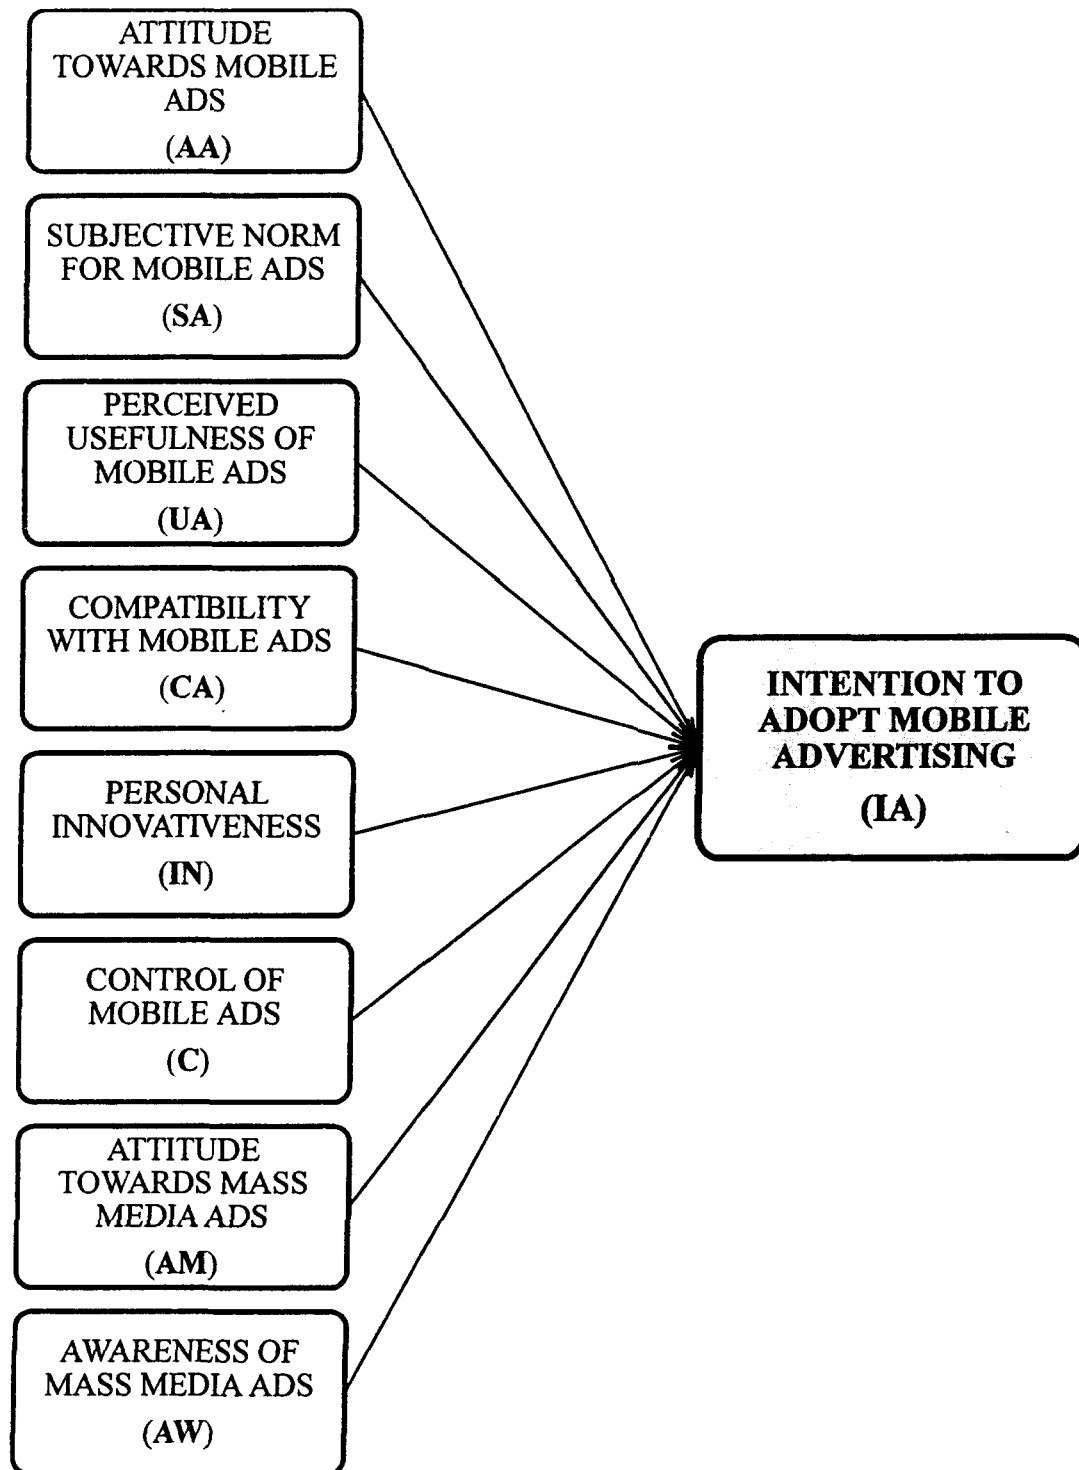 ATTITUDE
TOWARDS MOBILE
ADS
(AA)
SUBJECTIVE NORM
FOR MOBILE ADS
(SA)
PERCEIVED
USEFULNESS OF
MOBILE ADS
(UA)
COMPATIBILITY
WITH MOBILE ADS
(CA)
PERSONAL
INNOVATIVENESS
(IN)
CONTROL OF
MOBILE ADS
(C)
ATTITUDE
TOWARDS MASS
MEDIA ADS
(AM)
AWARENESS OF
MASS MEDIA ADS
(AW)
INTENTION TO
ADOPT MOBILE
ADVERTISING
(IA)